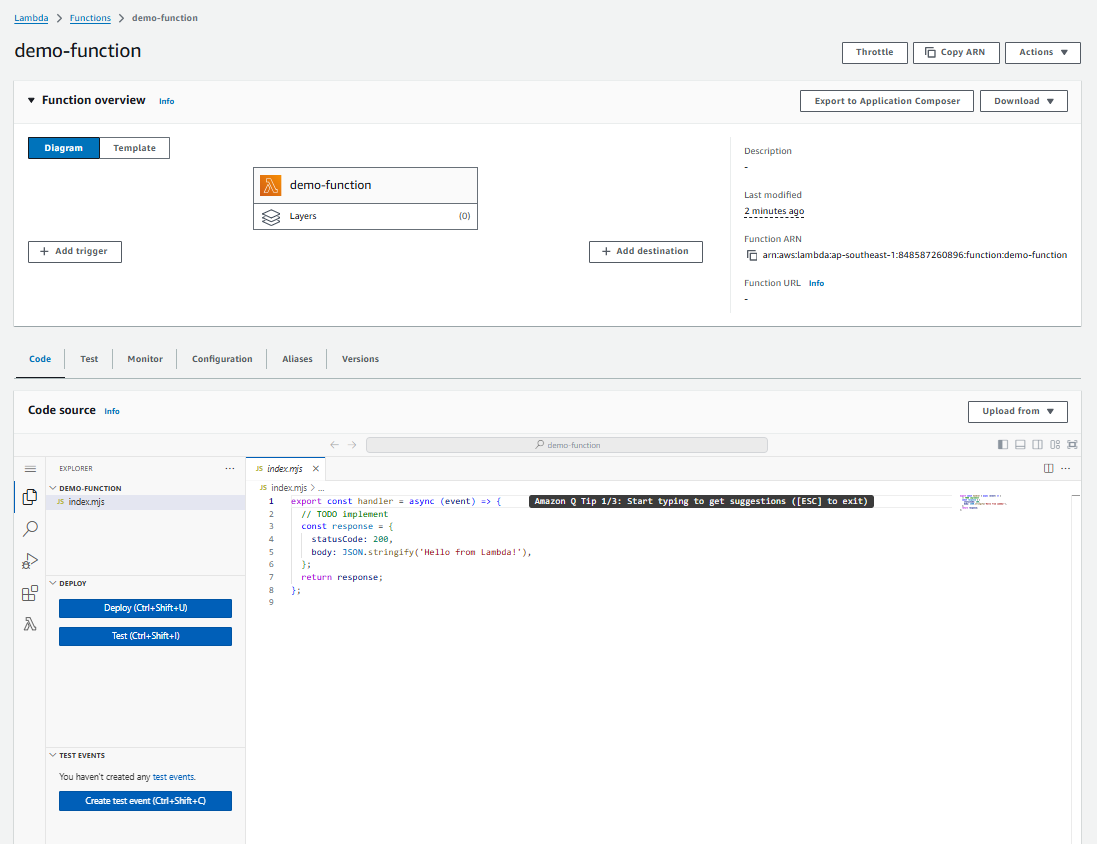 Lambda > Functions > demo-function
demo-function
Throttle Copy ARN Actions ▼
▼ Function overview Info
Export to Application Composer Download ▼
Diagram Template
demo-function
Layers (0)
+ Add trigger
+ Add destination
Description
-
Last modified
2 minutes ago
Function ARN
arn:aws:lambda:ap-southeast-1:848587260896:function:demo-function
Function URL Info
-
Code Test Monitor Configuration Aliases Versions
Code source Info
Upload from ▼
demo-function
EXPLORER ...
DEMO-FUNCTION
JS index.mjs
DEPLOY
Deploy (Ctrl+Shift+U)
Test (Ctrl+Shift+I)
TEST EVENTS
You haven't created any test events.
Create test event (Ctrl+Shift+C)
JS index.mjs ×
JS index.mjs > ...
1 export const handler = async (event) => { Amazon Q Tip 1/3: Start typing to get suggestions ([ESC] to exit)
2 // TODO implement
3 const response = {
4 statusCode: 200,
5 body: JSON.stringify('Hello from Lambda!'),
6 };
7 return response;
8 };
9